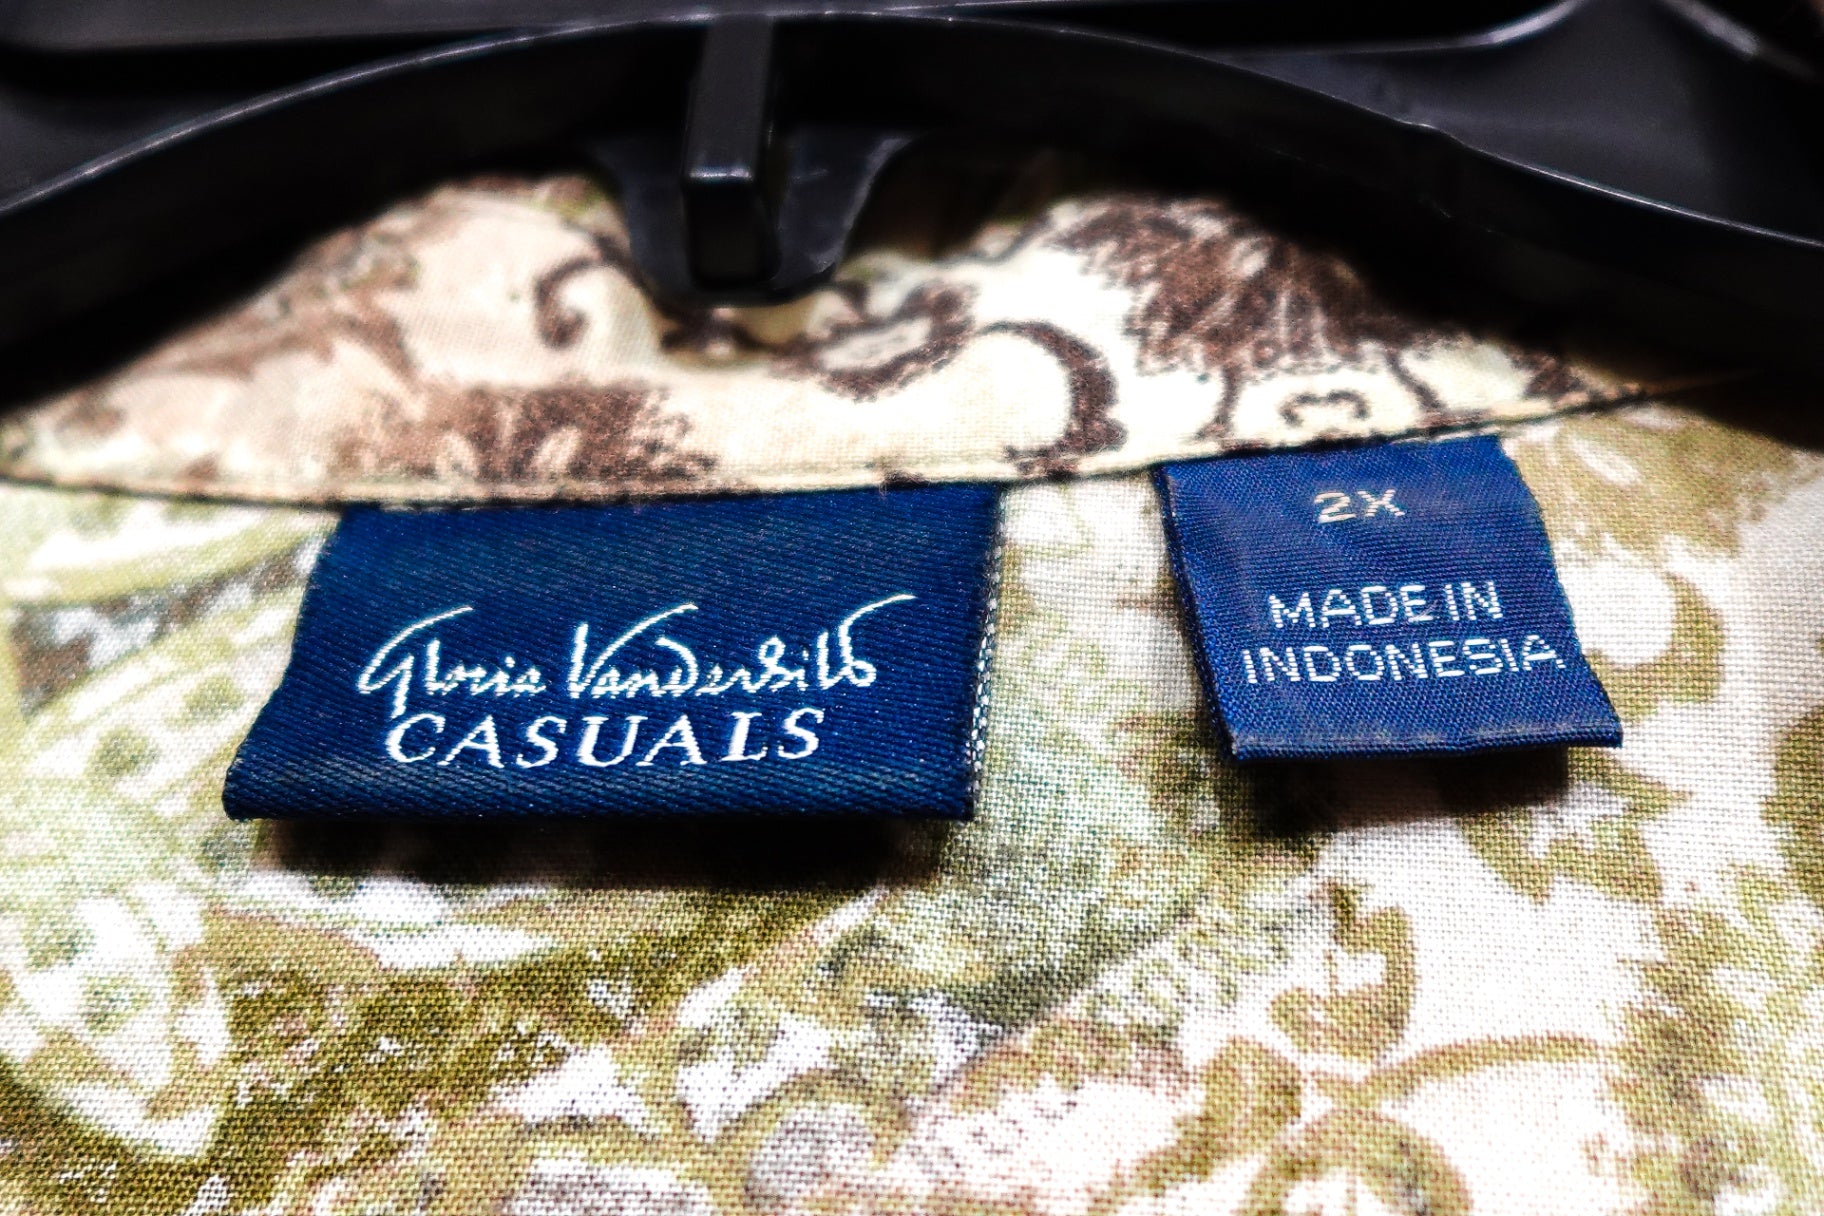 Gloria Vanderbilt
CASUALS
2X
MADE IN
INDONESIA